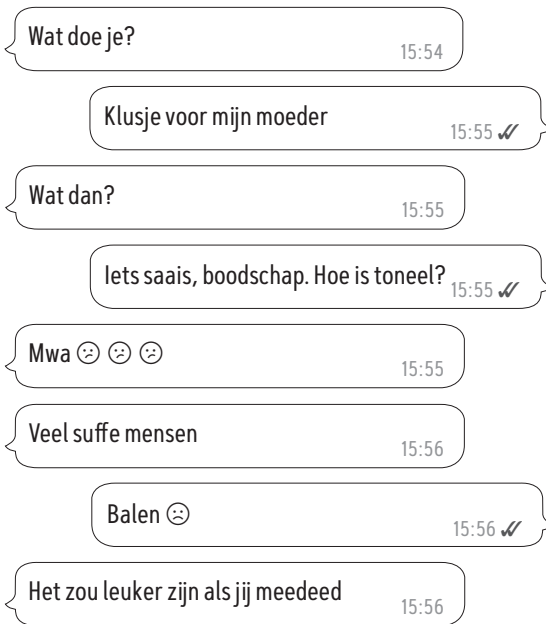 Wat doe je?
15:54
Klusje voor mijn moeder
15:55
Wat dan?
15:55
Iets saais, boodschap. Hoe is toneel?
15:55
Mwa ☹ ☹ ☹
15:55
Veel suffe mensen
15:56
Balen ☹
15:56
Het zou leuker zijn als jij meedeed
15:56